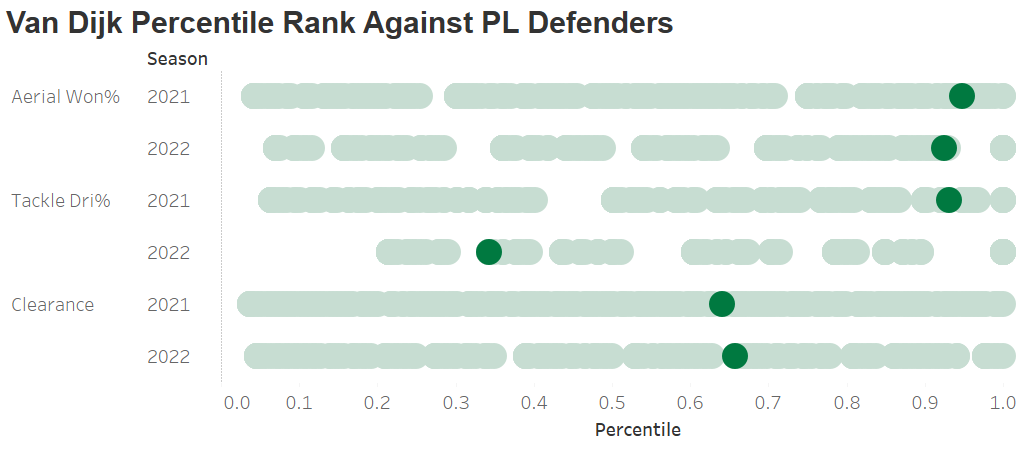 Van Dijk Percentile Rank Against PL Defenders
Season
Aerial Won% 2021
2022
Tackle Dri% 2021
2022
Clearance 2021
2022
0.0 0.1 0.2 0.3 0.4 0.5 0.6 0.7 0.8 0.9 1.0
Percentile